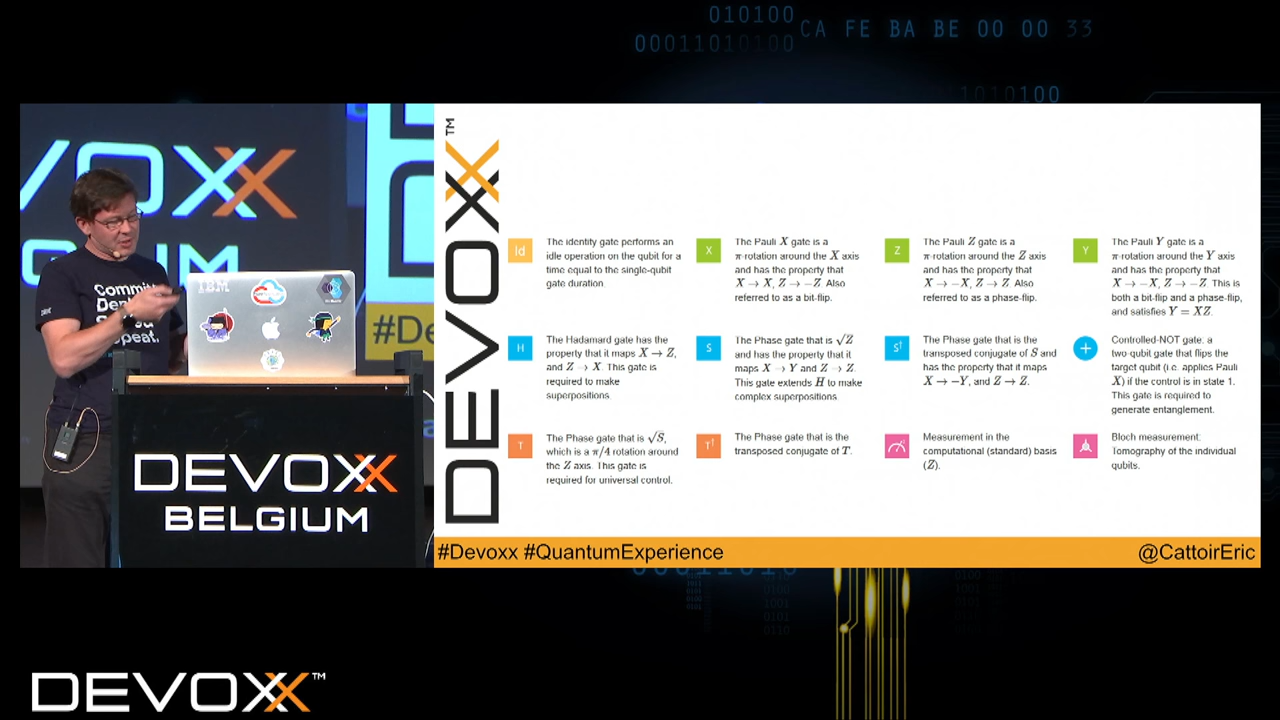 010100
00011010100
CA FE BA BE 00 00 33
1010100
VOXX
BELGIUM
#De
IBM
DEVOXX
BELGIUM
DEVOXX™
Id
The identity gate performs an
idle operation on the qubit for a
time equal to the single-qubit
gate duration.
X
The Pauli X gate is a
π-rotation around the X axis
and has the property that
X → X, Z → −Z. Also
referred to as a bit-flip.
Z
The Pauli Z gate is a
π-rotation around the Z axis
and has the property that
X → −X, Z → Z. Also
referred to as a phase-flip.
Y
The Pauli Y gate is a
π-rotation around the Y axis
and has the property that
X → −X, Z → −Z. This is
both a bit-flip and a phase-flip,
and satisfies Y = XZ.
H
The Hadamard gate has the
property that it maps X → Z,
and Z → X. This gate is
required to make
superpositions.
S
The Phase gate that is √Z
and has the property that it
maps X → Y and Z → Z.
This gate extends H to make
complex superpositions.
S†
The Phase gate that is the
transposed conjugate of S and
has the property that it maps
X → −Y, and Z → Z.
+
Controlled-NOT gate: a
two-qubit gate that flips the
target qubit (i.e. applies Pauli
X) if the control is in state 1.
This gate is required to
generate entanglement.
T
The Phase gate that is √S,
which is a π/4 rotation around
the Z axis. This gate is
required for universal control.
T†
The Phase gate that is the
transposed conjugate of T.
Measurement in the
computational (standard) basis
(Z).
Bloch measurement:
Tomography of the individual
qubits.
#Devoxx #QuantumExperience
@CattoirEric
DEVOXX™